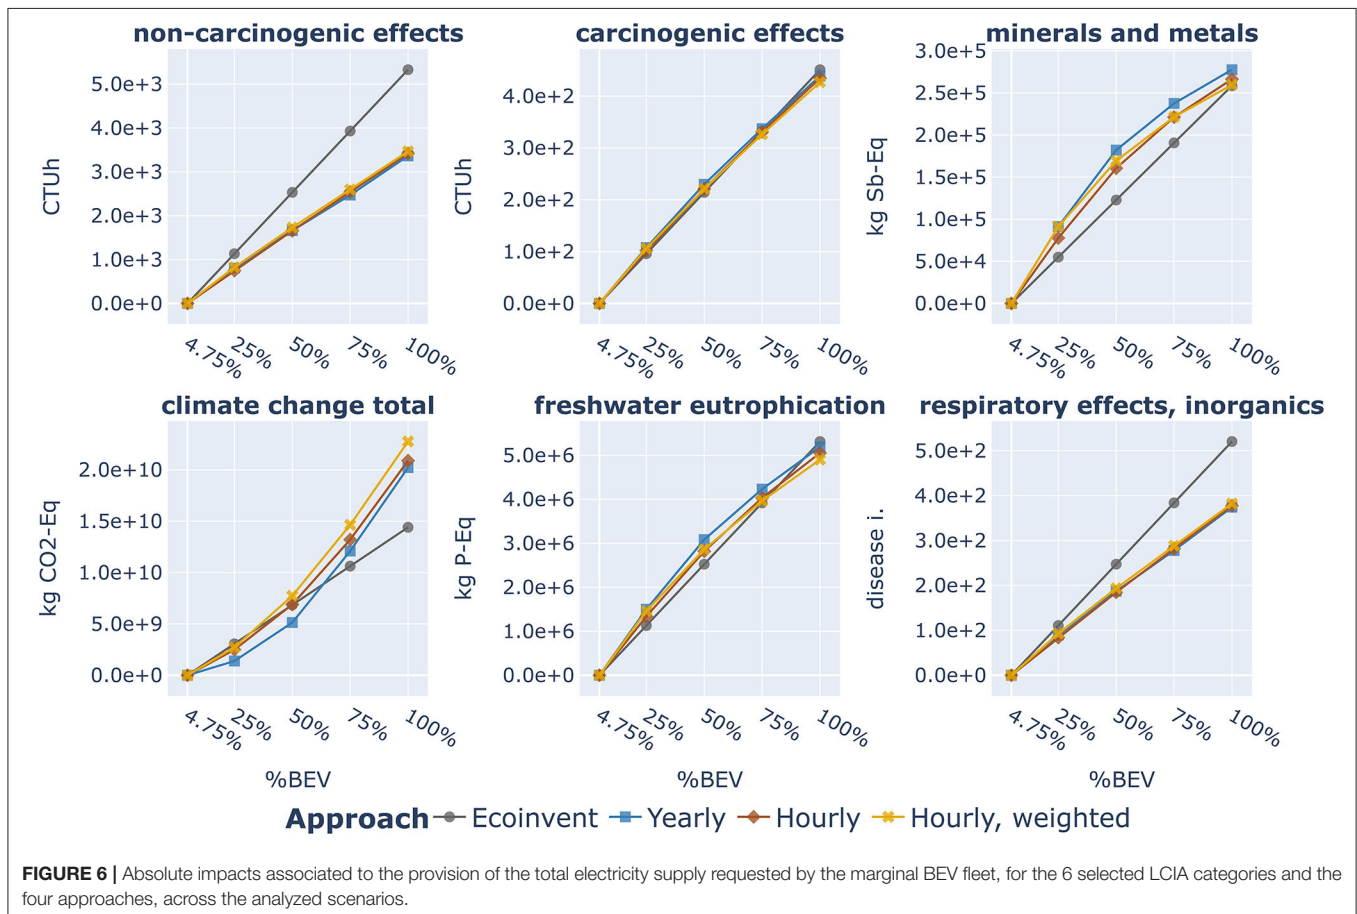 non-carcinogenic effects
CTUh
5.0e+3
4.0e+3
3.0e+3
2.0e+3
1.0e+3
0.0e+0
4.75% 25% 50% 75% 100%
carcinogenic effects
CTUh
4.0e+2
3.0e+2
2.0e+2
1.0e+2
0.0e+0
4.75% 25% 50% 75% 100%
minerals and metals
kg Sb-Eq
3.0e+5
2.5e+5
2.0e+5
1.5e+5
1.0e+5
5.0e+4
0.0e+0
4.75% 25% 50% 75% 100%
climate change total
kg CO2-Eq
2.0e+10
1.5e+10
1.0e+10
5.0e+9
0.0e+0
4.75% 25% 50% 75% 100%
%BEV
freshwater eutrophication
kg P-Eq
5.0e+6
4.0e+6
3.0e+6
2.0e+6
1.0e+6
0.0e+0
4.75% 25% 50% 75% 100%
%BEV
respiratory effects, inorganics
disease i.
5.0e+2
4.0e+2
3.0e+2
2.0e+2
1.0e+2
0.0e+0
4.75% 25% 50% 75% 100%
%BEV
Approach Ecoinvent Yearly Hourly Hourly, weighted
FIGURE 6 | Absolute impacts associated to the provision of the total electricity supply requested by the marginal BEV fleet, for the 6 selected LCIA categories and the
four approaches, across the analyzed scenarios.